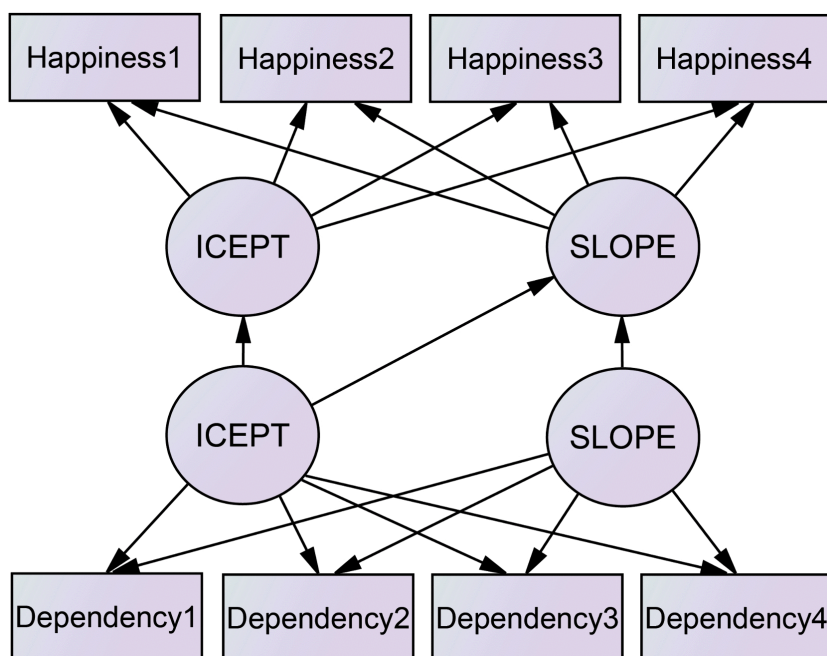 Happiness1
Happiness2
Happiness3
Happiness4
ICEPT
SLOPE
ICEPT
SLOPE
Dependency1
Dependency2
Dependency3
Dependency4